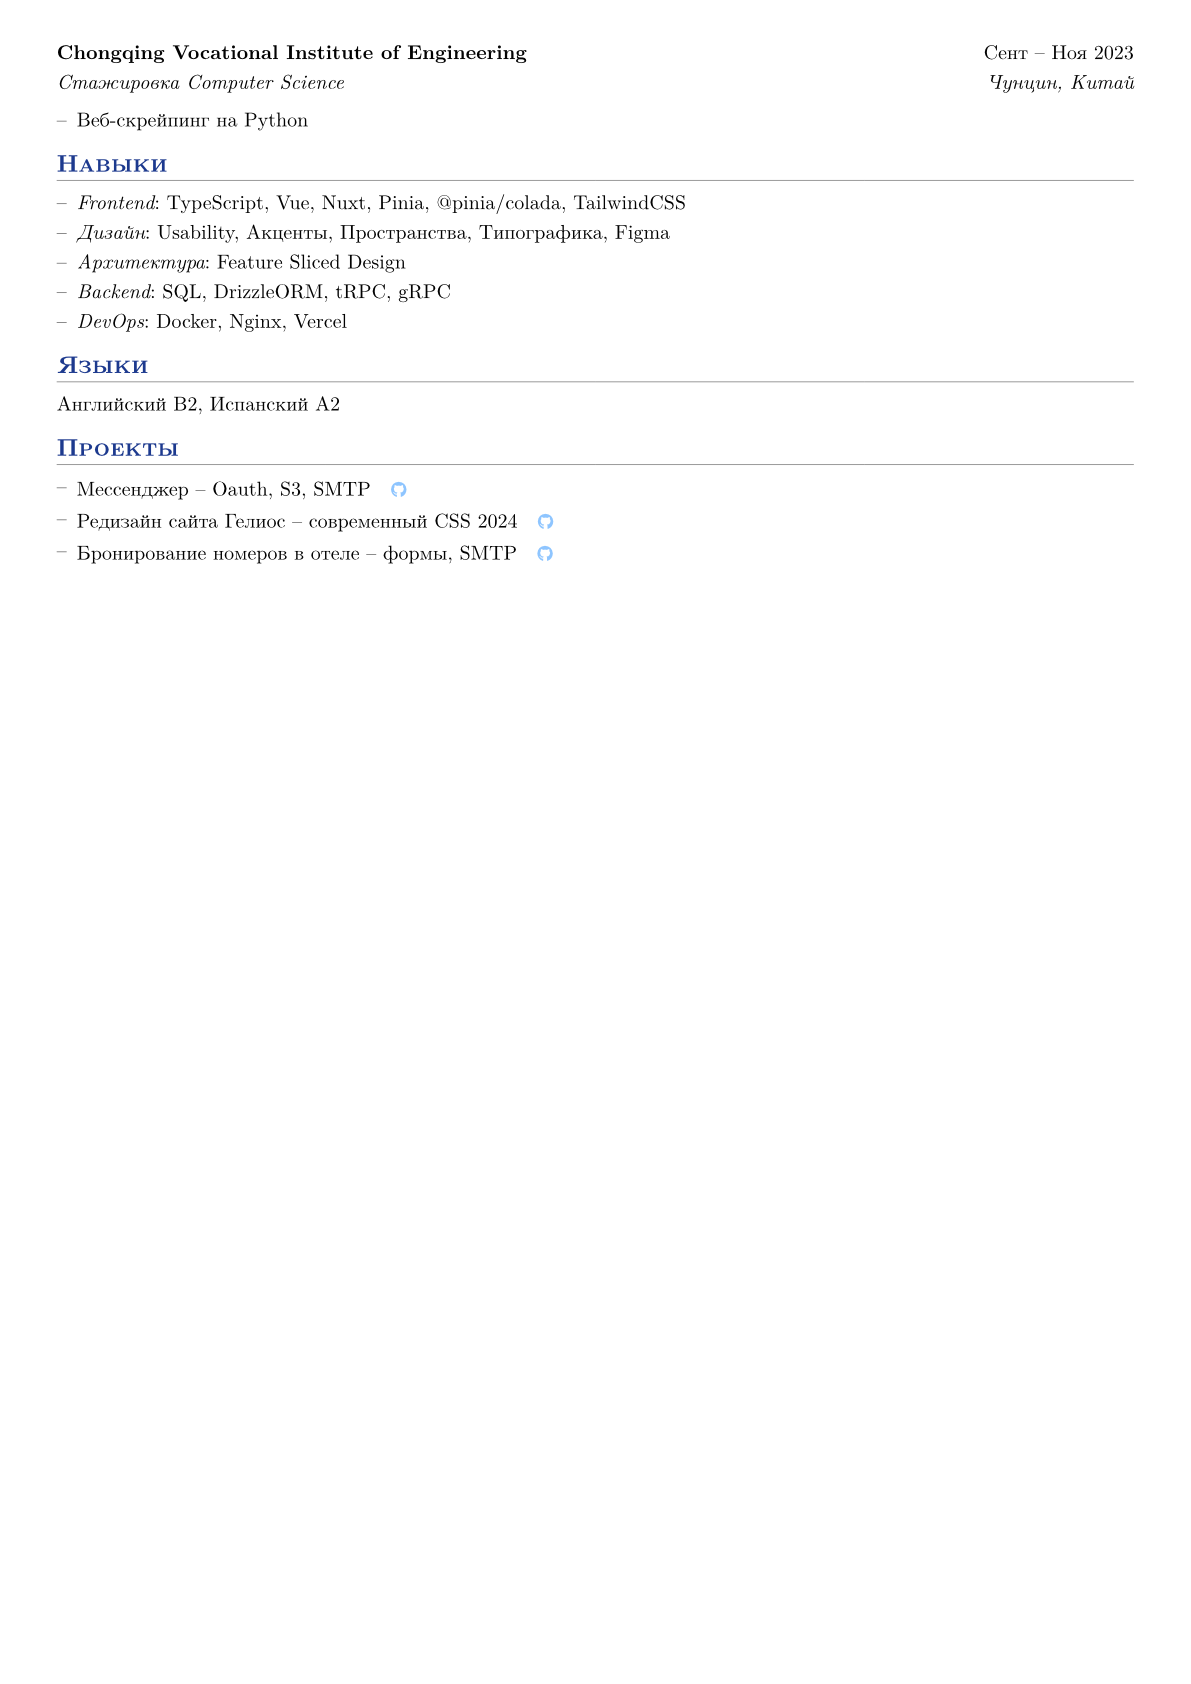 Chongqing Vocational Institute of Engineering Сент – Ноя 2023
Стажировка Computer Science Чунцин, Китай
– Веб-скрейпинг на Python
Навыки
– Frontend: TypeScript, Vue, Nuxt, Pinia, @pinia/colada, TailwindCSS
– Дизайн: Usability, Акценты, Пространства, Типографика, Figma
– Архитектура: Feature Sliced Design
– Backend: SQL, DrizzleORM, tRPC, gRPC
– DevOps: Docker, Nginx, Vercel
Языки
Английский B2, Испанский A2
Проекты
– Мессенджер – Oauth, S3, SMTP
– Редизайн сайта Гелиос – современный CSS 2024
– Бронирование номеров в отеле – формы, SMTP